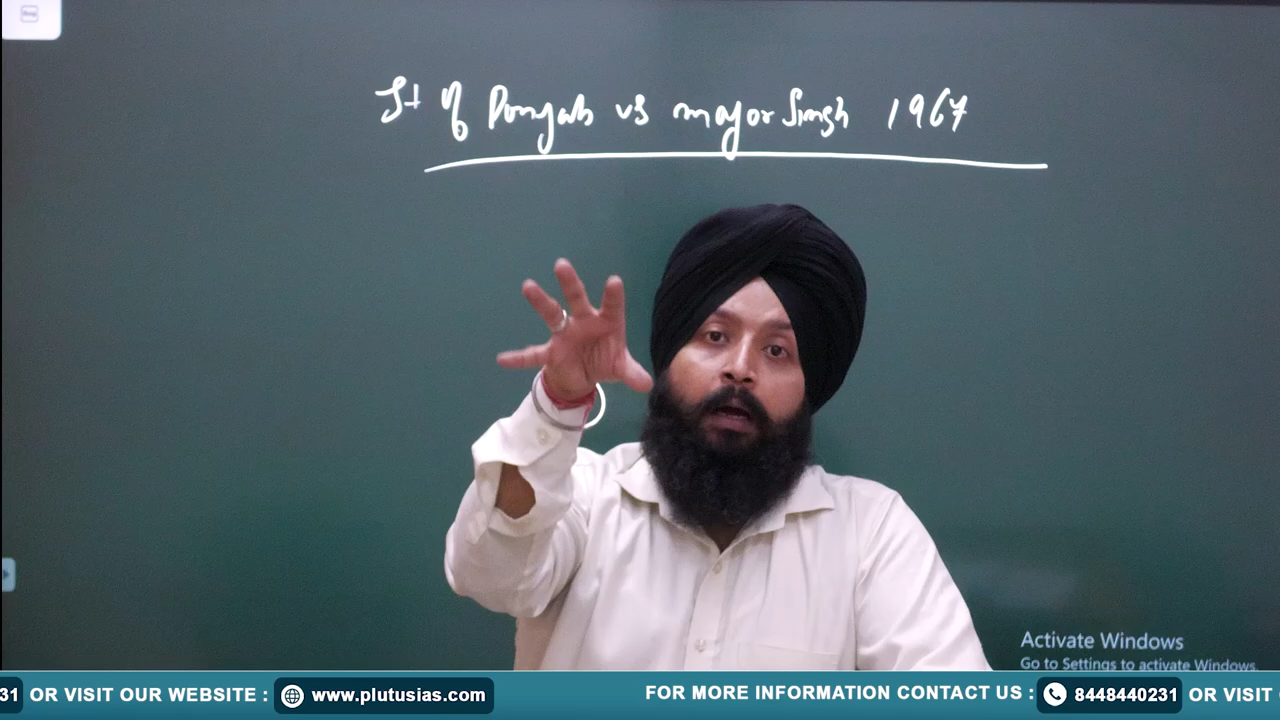 St of Ponjab vs major Singh 1967
Activate Windows
Go to Settings to activate Windows.
31 OR VISIT OUR WEBSITE : www.plutusias.com FOR MORE INFORMATION CONTACT US : 8448440231 OR VISIT